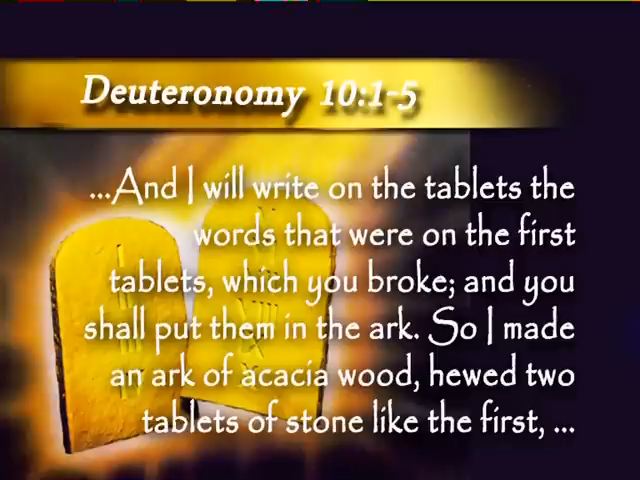 Deuteronomy 10:1-5
...And I will write on the tablets the
words that were on the first
tablets, which you broke; and you
shall put them in the ark. So I made
an ark of acacia wood, hewed two
tablets of stone like the first, ...